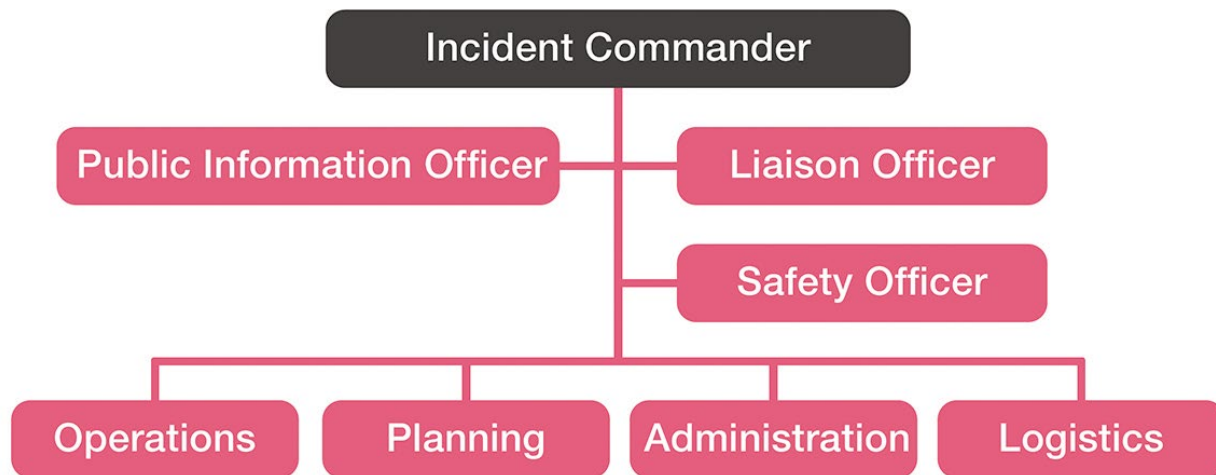 Incident Commander
Public Information Officer
Liaison Officer
Safety Officer
Operations
Planning
Administration
Logistics